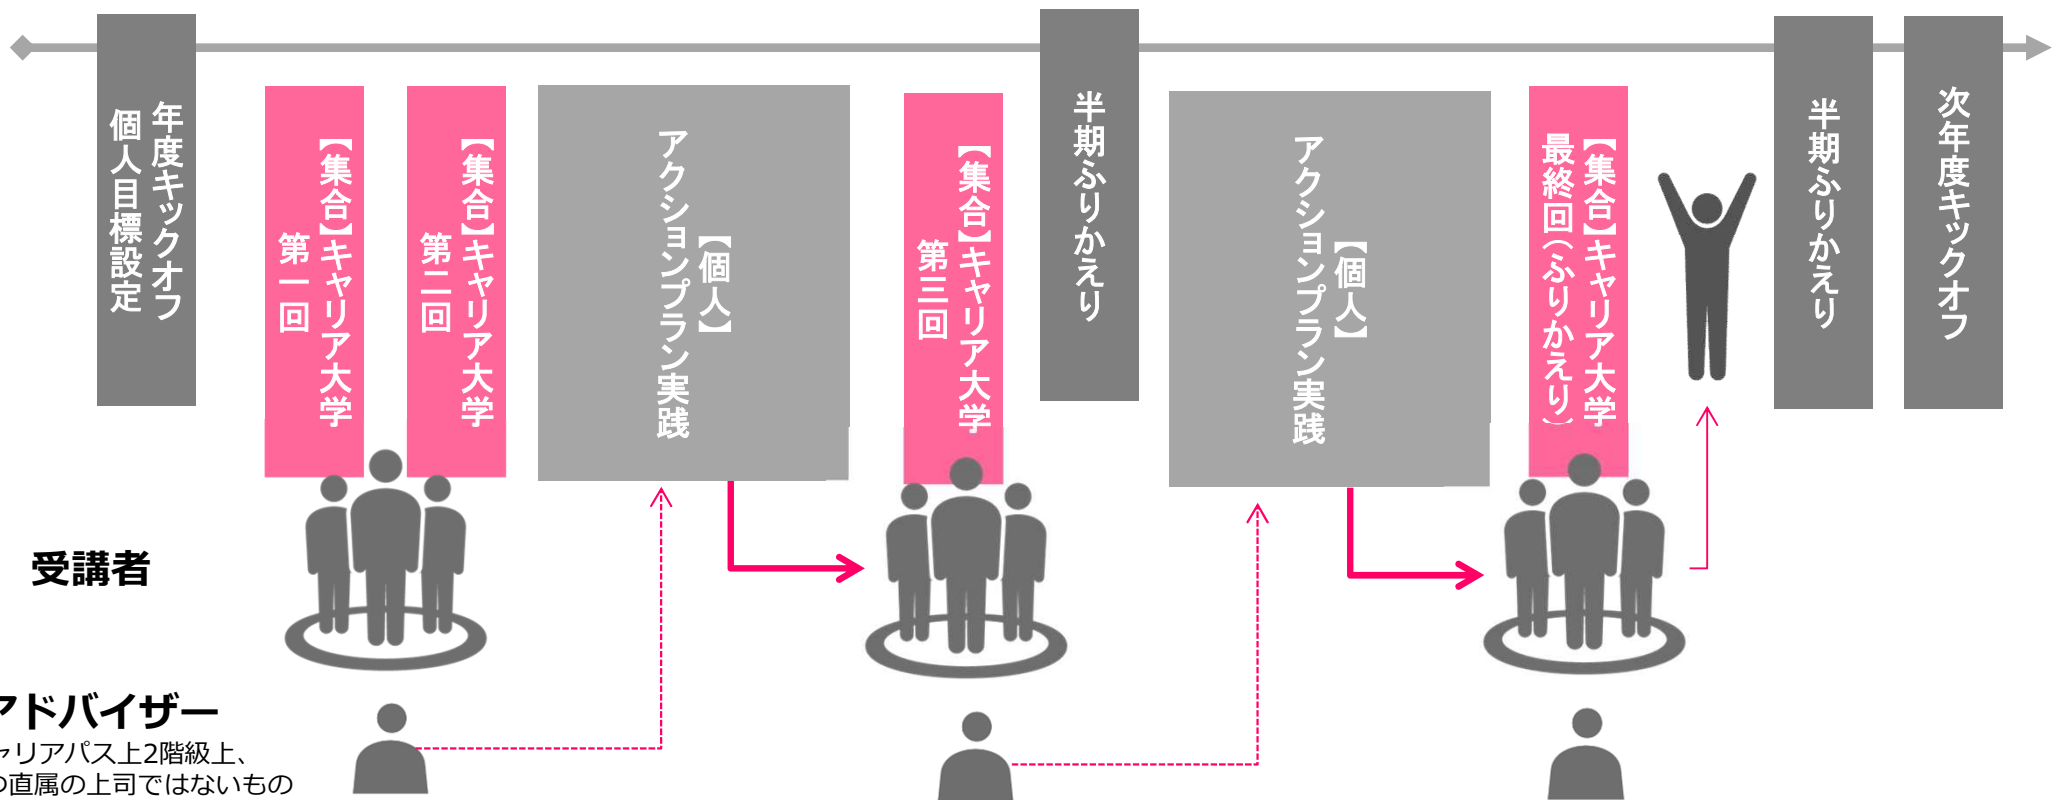 年度キックオフ
個人目標設定
【集合】キャリア大学
第一回
【集合】キャリア大学
第二回
【個人】
アクションプラン実践
【集合】キャリア大学
第三回
半期ふりかえり
【個人】
アクションプラン実践
【集合】キャリア大学
最終回（ふりかえり）
半期ふりかえり
次年度キックオフ
受講者
アドバイザー
ャリアパス上2階級上、
の直属の上司ではないもの